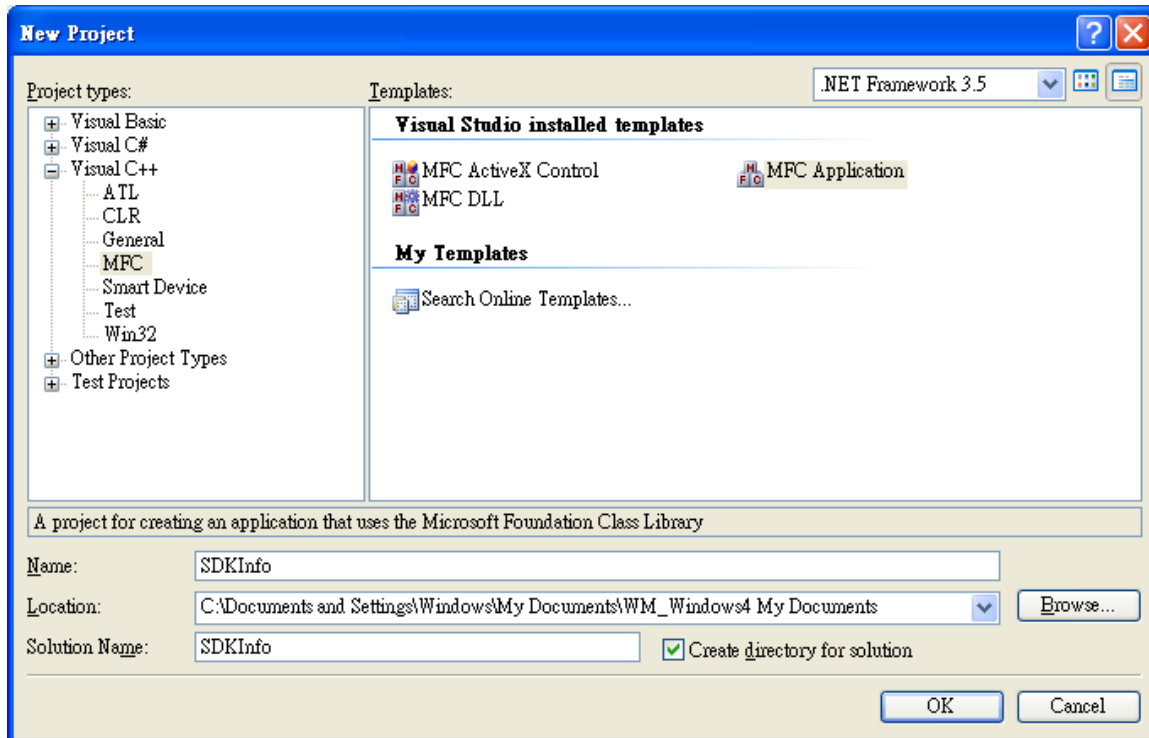 New Project
Project types:
Templates:
.NET Framework 3.5
Visual Basic
Visual C#
Visual C++
ATL
CLR
General
MFC
Smart Device
Test
Win32
Other Project Types
Test Projects
Visual Studio installed templates
MFC ActiveX Control
MFC Application
MFC DLL
My Templates
Search Online Templates...
A project for creating an application that uses the Microsoft Foundation Class Library
Name:
SDKInfo
Location:
C:\Documents and Settings\Windows\My Documents\WM_Windows4 My Documents
Browse...
Solution Name:
SDKInfo
Create directory for solution
OK
Cancel